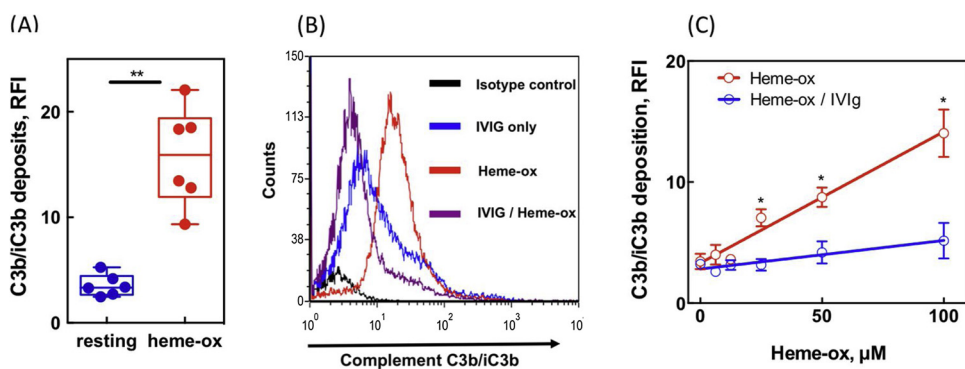 (A)
C3b/iC3b deposits, RFI
20
10
0
**
resting heme-ox
(B)
Counts
150
113
75
38
0
Isotype control
IVIG only
Heme-ox
IVIG / Heme-ox
10⁰ 10¹ 10² 10³ 10
Complement C3b/iC3b
(C)
C3b/iC3b deposition, RFI
20
10
0
Heme-ox
Heme-ox / IVIg
* * *
0 50 100
Heme-ox, µM